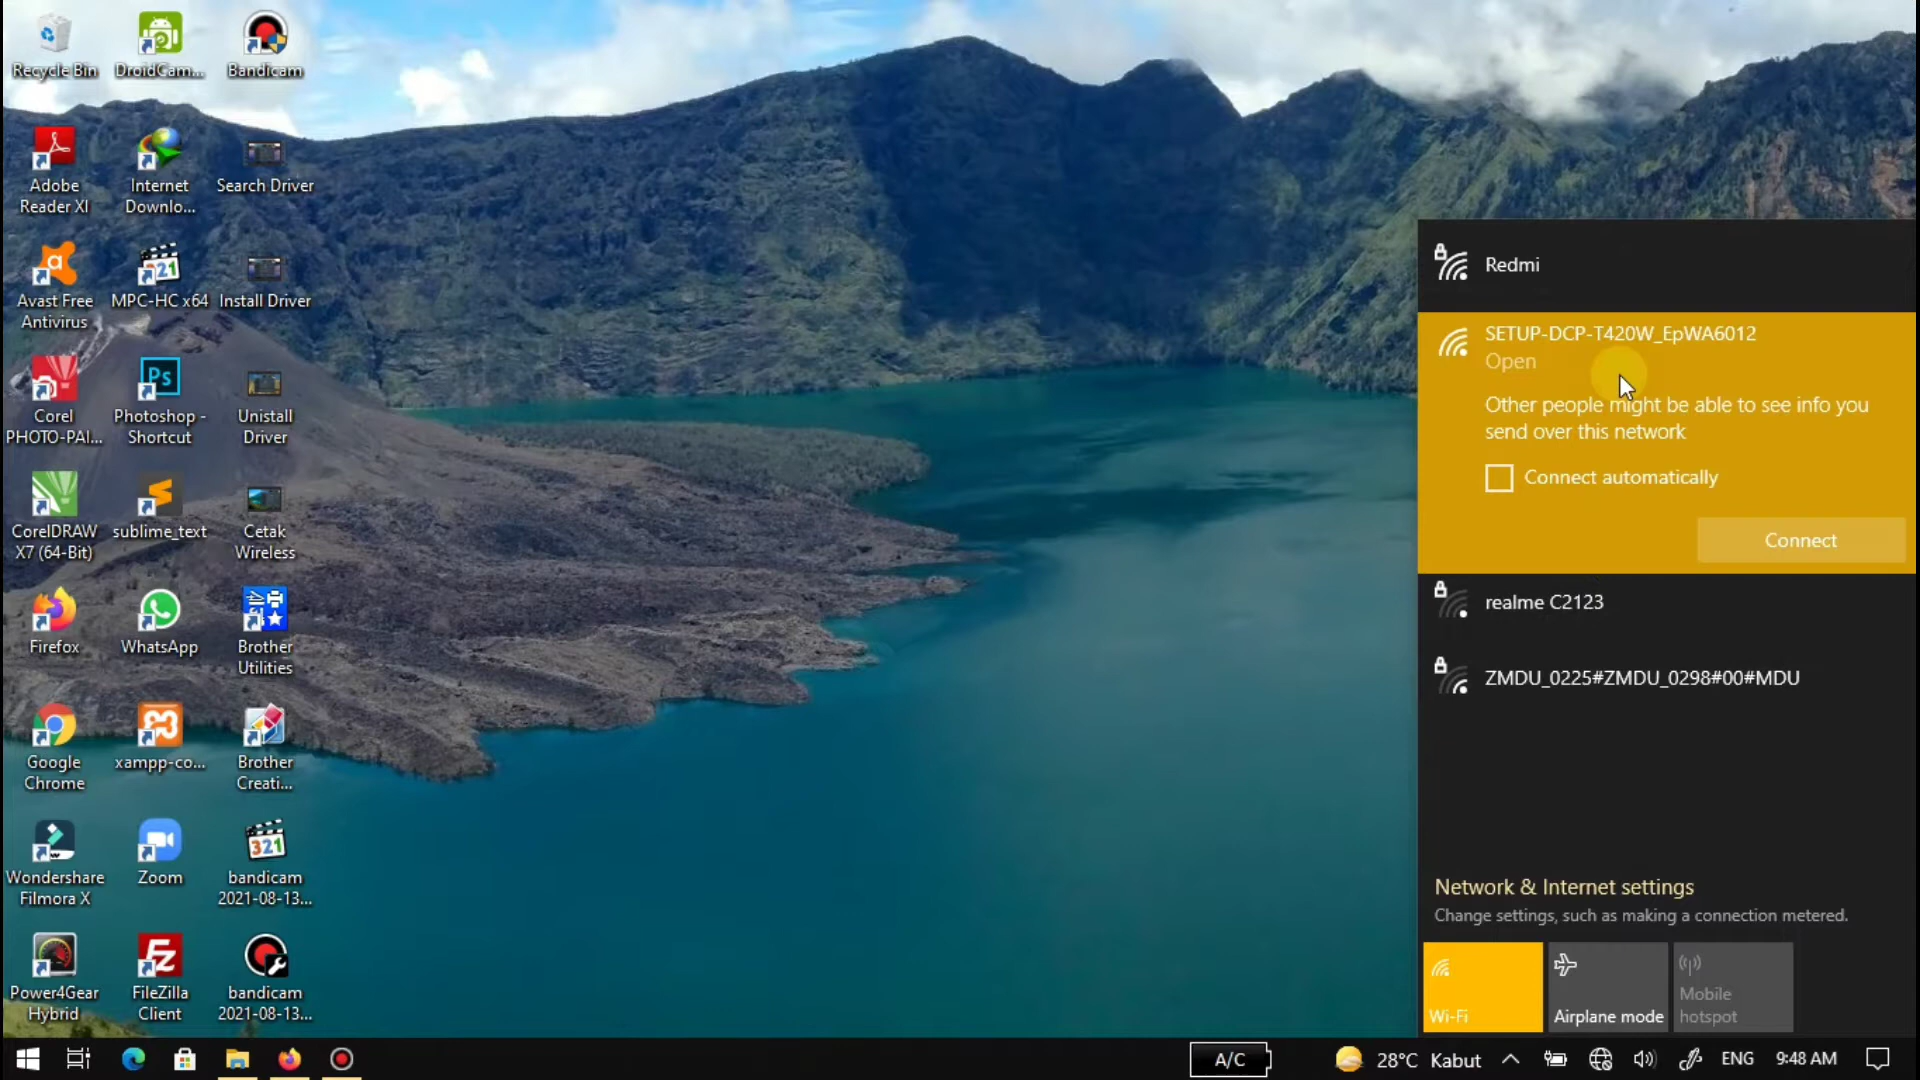 Recycle Bin
DroidCam...
Bandicam
Adobe
Reader XI
Internet
Downlo...
Search Driver
Avast Free
Antivirus
MPC-HC x64
Install Driver
Corel
PHOTO-PAI...
Photoshop -
Shortcut
Unistall
Driver
CorelDRAW
X7 (64-Bit)
sublime_text
Cetak
Wireless
Firefox
WhatsApp
Brother
Utilities
Google
Chrome
xampp-co...
Brother
Creati...
Wondershare
Filmora X
Zoom
bandicam
2021-08-13...
Power4Gear
Hybrid
FileZilla
Client
bandicam
2021-08-13...
Ps
321
321
Fz
Redmi
SETUP-DCP-T420W_EpWA6012
Open
Other people might be able to see info you
send over this network
Connect automatically
Connect
realme C2123
ZMDU_0225#ZMDU_0298#00#MDU
Network & Internet settings
Change settings, such as making a connection metered.
Wi-Fi
Airplane mode
Mobile
hotspot
A/C
28°C Kabut
ENG
9:48 AM